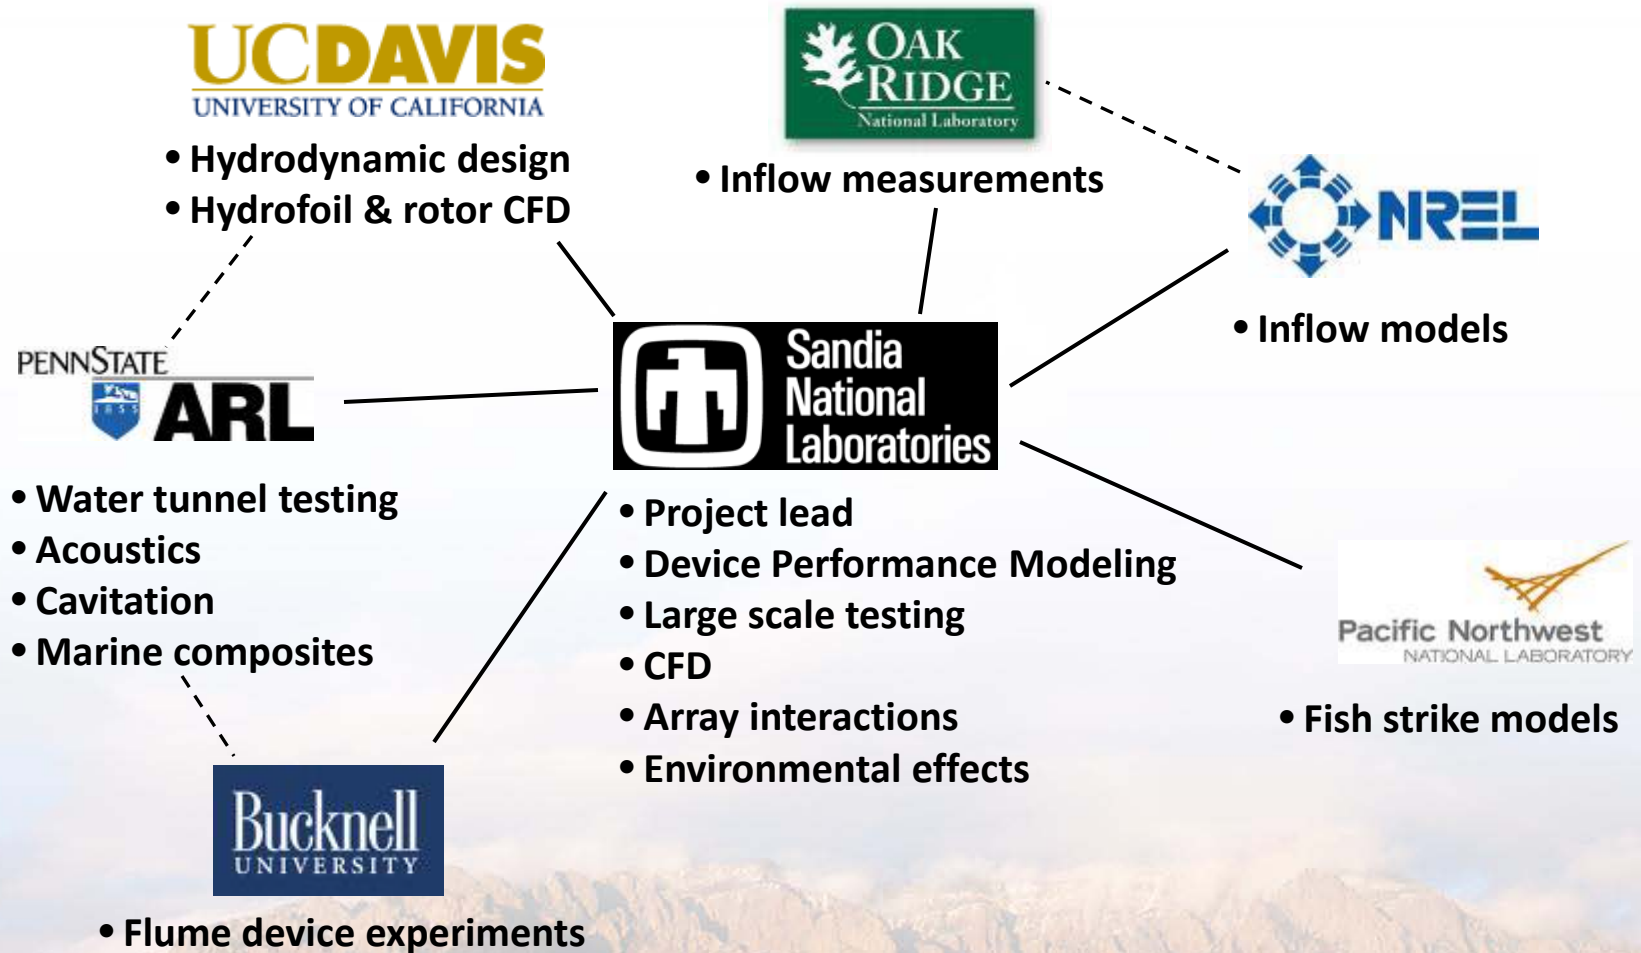 UCDAVIS
UNIVERSITY OF CALIFORNIA
• Hydrodynamic design
• Hydrofoil & rotor CFD
OAK
RIDGE
National Laboratory
• Inflow measurements
NREL
• Inflow models
PENNSTATE
1855
ARL
• Water tunnel testing
• Acoustics
• Cavitation
• Marine composites
Sandia
National
Laboratories
• Project lead
• Device Performance Modeling
• Large scale testing
• CFD
• Array interactions
• Environmental effects
Pacific Northwest
NATIONAL LABORATORY
• Fish strike models
Bucknell
UNIVERSITY
• Flume device experiments